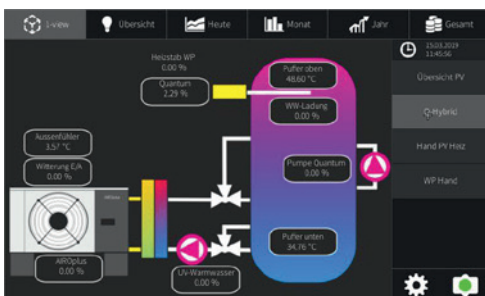 1-view
Übersicht
Heute
Monat
Jahr
Gesamt
15.03.2019
11:45:56
Übersicht PV
Q-Hybrid
Hand PV Heiz
WP Hand
Heizstab WP
0.00 %
Quantum
2.29 %
Puffer oben
48,60 °C
WW-Ladung
0.00 %
Aussenfühler
3.57 °C
Witterung E/A
0.00 %
Pumpe Quantum
0.00 %
AIROplus
0.00 %
UV-Warmwasser
0.00 %
Puffer unten
34,76 °C